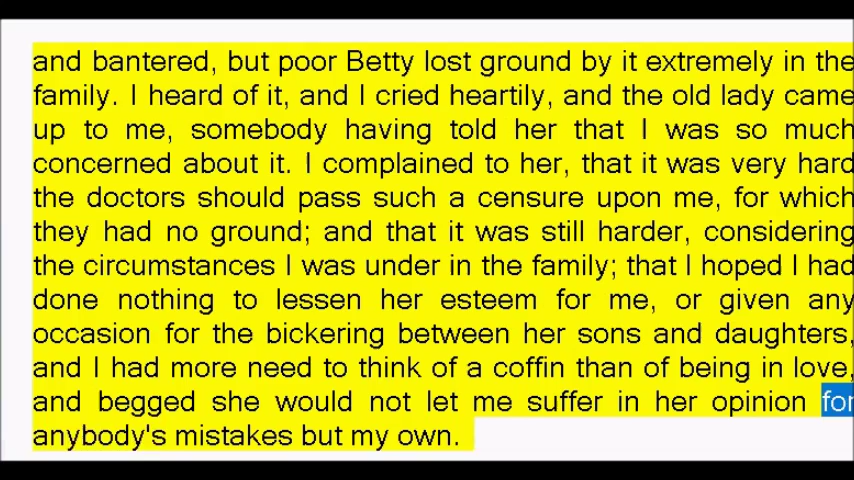 and bantered, but poor Betty lost ground by it extremely in the
family. I heard of it, and I cried heartily, and the old lady came
up to me, somebody having told her that I was so much
concerned about it. I complained to her, that it was very hard
the doctors should pass such a censure upon me, for which
they had no ground; and that it was still harder, considering
the circumstances I was under in the family; that I hoped I had
done nothing to lessen her esteem for me, or given any
occasion for the bickering between her sons and daughters,
and I had more need to think of a coffin than of being in love,
and begged she would not let me suffer in her opinion for
anybody's mistakes but my own.